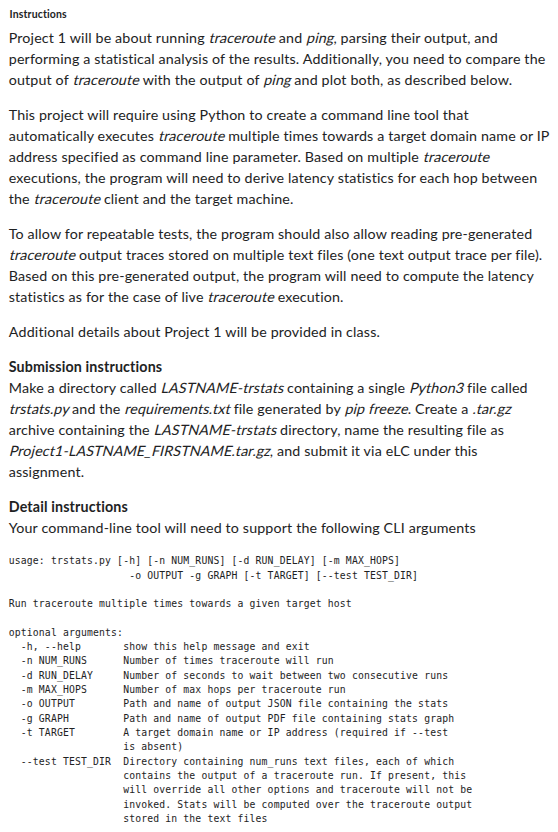 Instructions
Project 1 will be about running traceroute and ping, parsing their output, and
performing a statistical analysis of the results. Additionally, you need to compare the
output of traceroute with the output of ping and plot both, as described below.
This project will require using Python to create a command line tool that
automatically executes traceroute multiple times towards a target domain name or IP
address specified as command line parameter. Based on multiple traceroute
executions, the program will need to derive latency statistics for each hop between
the traceroute client and the target machine.
To allow for repeatable tests, the program should also allow reading pre-generated
traceroute output traces stored on multiple text files (one text output trace per file).
Based on this pre-generated output, the program will need to compute the latency
statistics as for the case of live traceroute execution.
Additional details about Project 1 will be provided in class.
Submission instructions
Make a directory called LASTNAME-trstats containing a single Python3 file called
trstats.py and the requirements.txt file generated by pip freeze. Create a .tar.gz
archive containing the LASTNAME-trstats directory, name the resulting file as
Project1-LASTNAME_FIRSTNAME.tar.gz, and submit it via eLC under this
assignment.
Detail instructions
Your command-line tool will need to support the following CLI arguments
usage: trstats.py [-h] [-n NUM_RUNS] [-d RUN_DELAY] [-m MAX_HOPS]
-o OUTPUT -g GRAPH [-t TARGET] [--test TEST_DIR]
Run traceroute multiple times towards a given target host
optional arguments:
-h, --help show this help message and exit
-n NUM_RUNS Number of times traceroute will run
-d RUN_DELAY Number of seconds to wait between two consecutive runs
-m MAX_HOPS Number of max hops per traceroute run
-o OUTPUT Path and name of output JSON file containing the stats
-g GRAPH Path and name of output PDF file containing stats graph
-t TARGET A target domain name or IP address (required if --test
is absent)
--test TEST_DIR Directory containing num_runs text files, each of which
contains the output of a traceroute run. If present, this
will override all other options and traceroute will not be
invoked. Stats will be computed over the traceroute output
stored in the text files